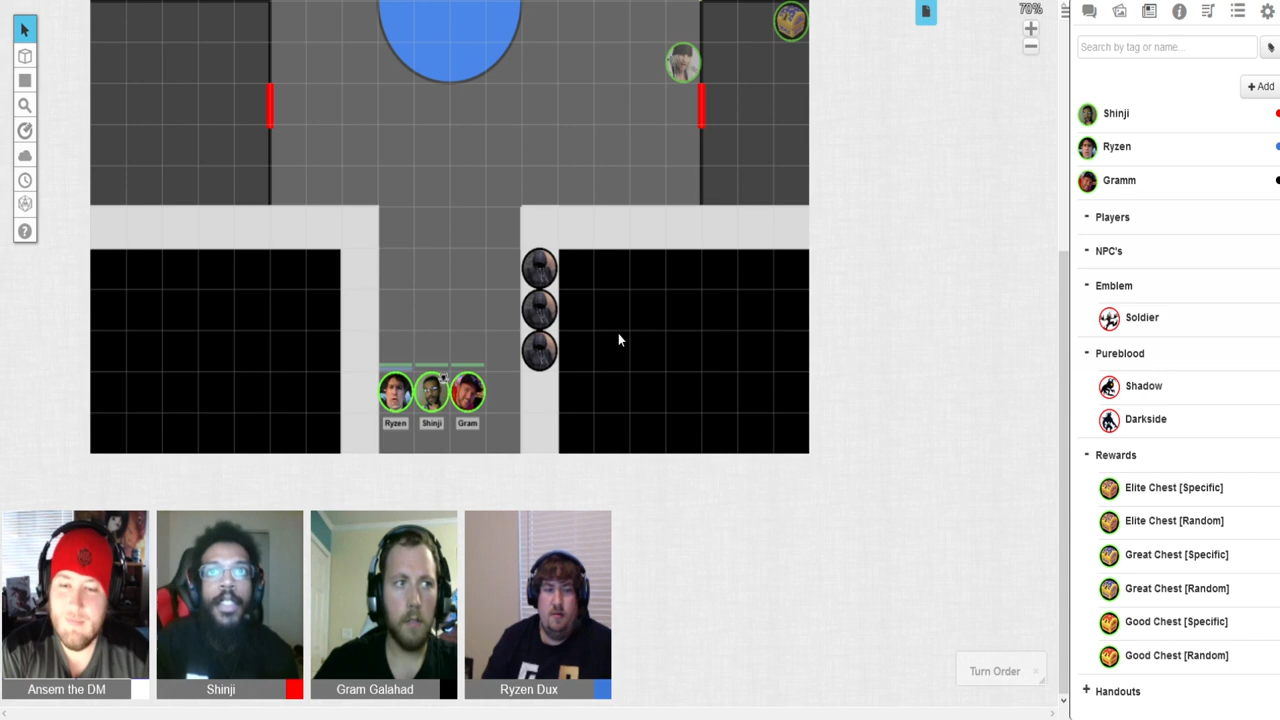 70%
Search by tag or name...
+ Add
Shinji
Ryzen
Gramm
- Players
- NPC's
- Emblem
Soldier
- Pureblood
Shadow
Darkside
- Rewards
Elite Chest [Specific]
Elite Chest [Random]
Great Chest [Specific]
Great Chest [Random]
Good Chest [Specific]
Good Chest [Random]
+ Handouts
Ryzen
Shinji
Gram
Turn Order
Ansem the DM
Shinji
Gram Galahad
Ryzen Dux